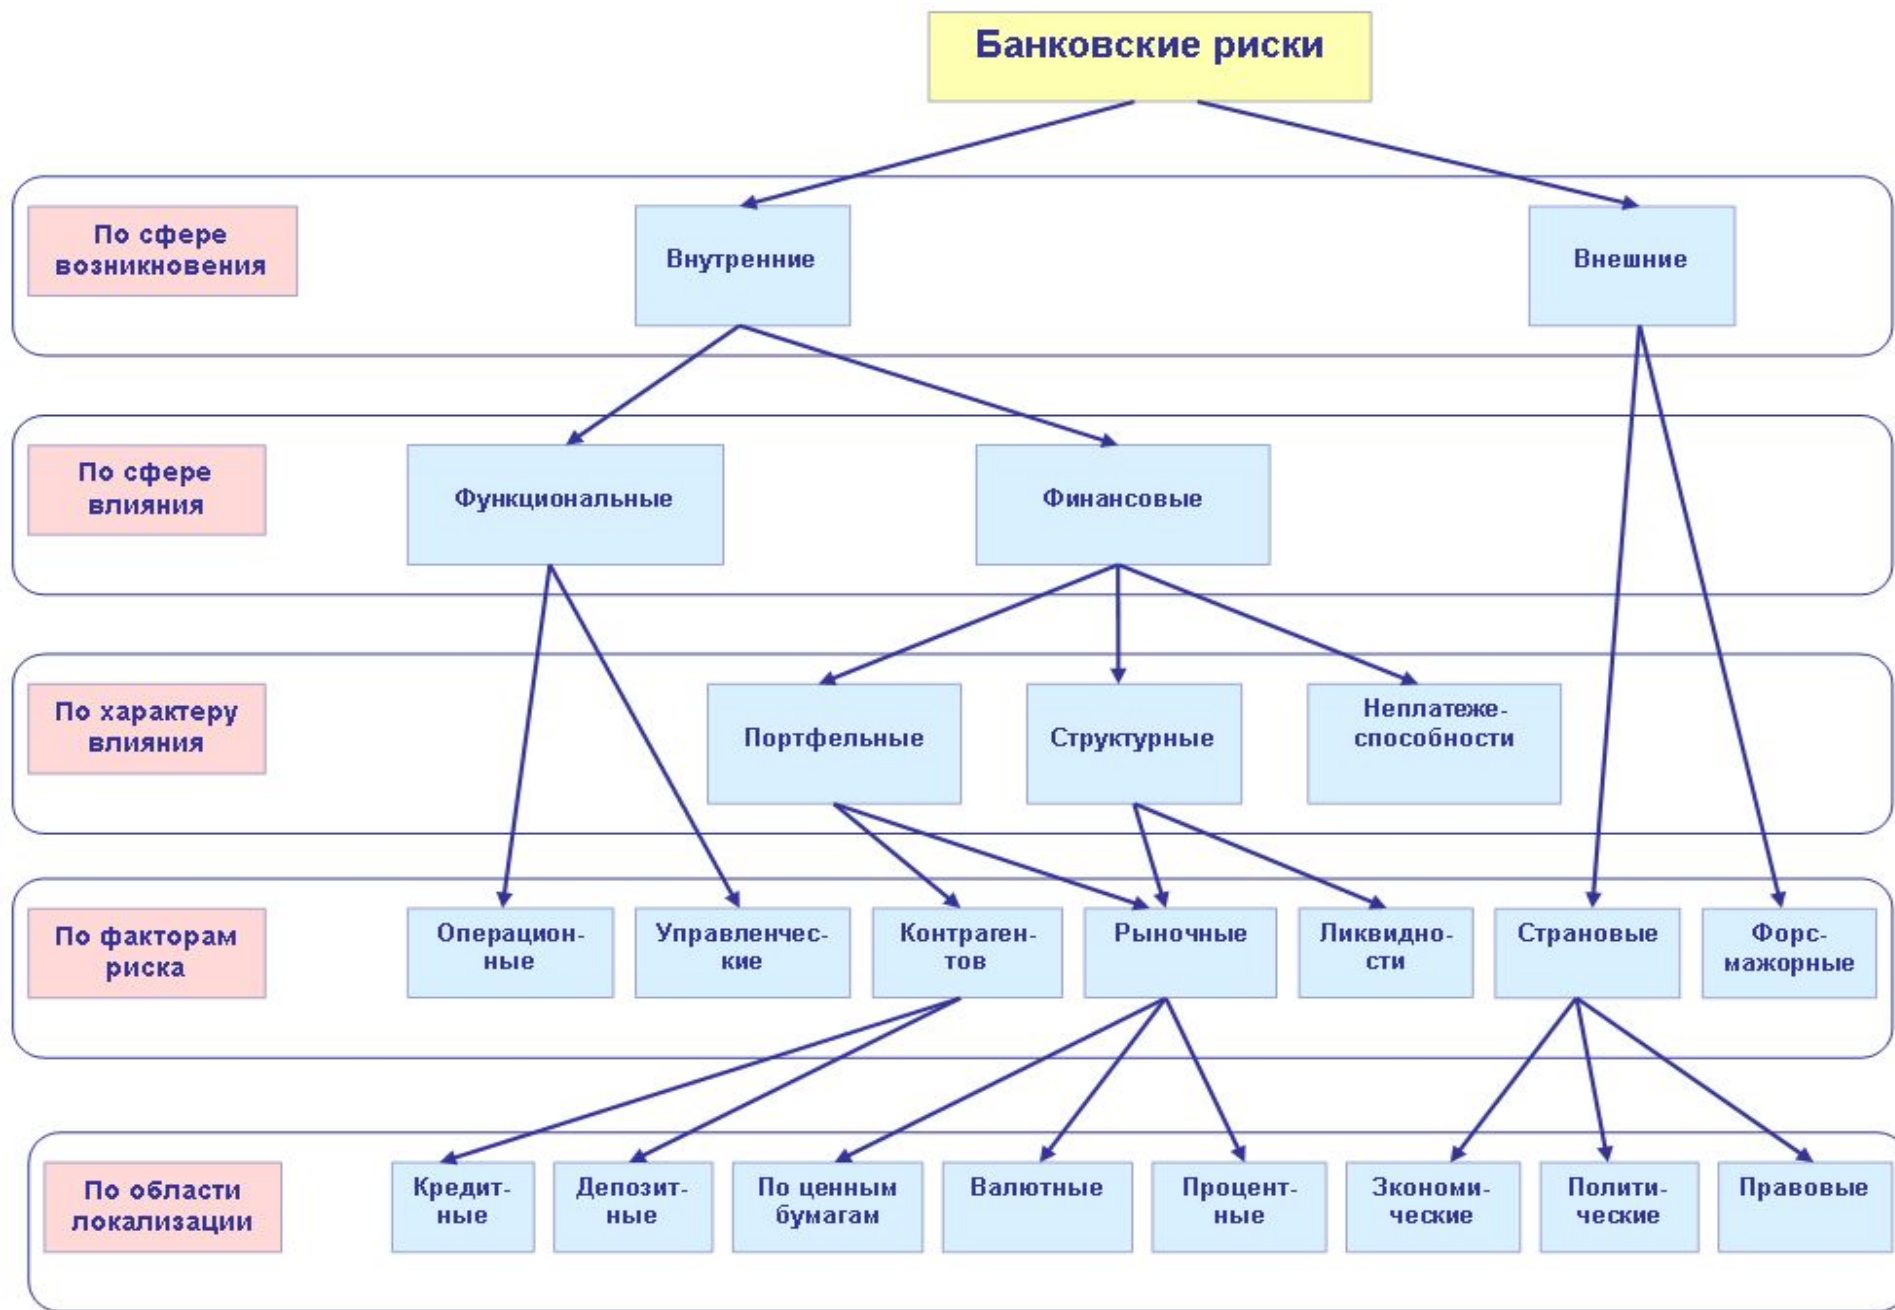 Банковские риски
По сфере
возникновения
Внутренние
Внешние
По сфере
влияния
Функциональные
Финансовые
По характеру
влияния
Портфельные
Структурные
Неплатеже-
способности
По факторам
риска
Операцион-
ные
Управленчес-
кие
Контраген-
тов
Рыночные
Ликвидно-
сти
Страновые
Форс-
мажорные
По области
локализации
Кредит-
ные
Депозит-
ные
По ценным
бумагам
Валютные
Процент-
ные
Экономи-
ческие
Полити-
ческие
Правовые